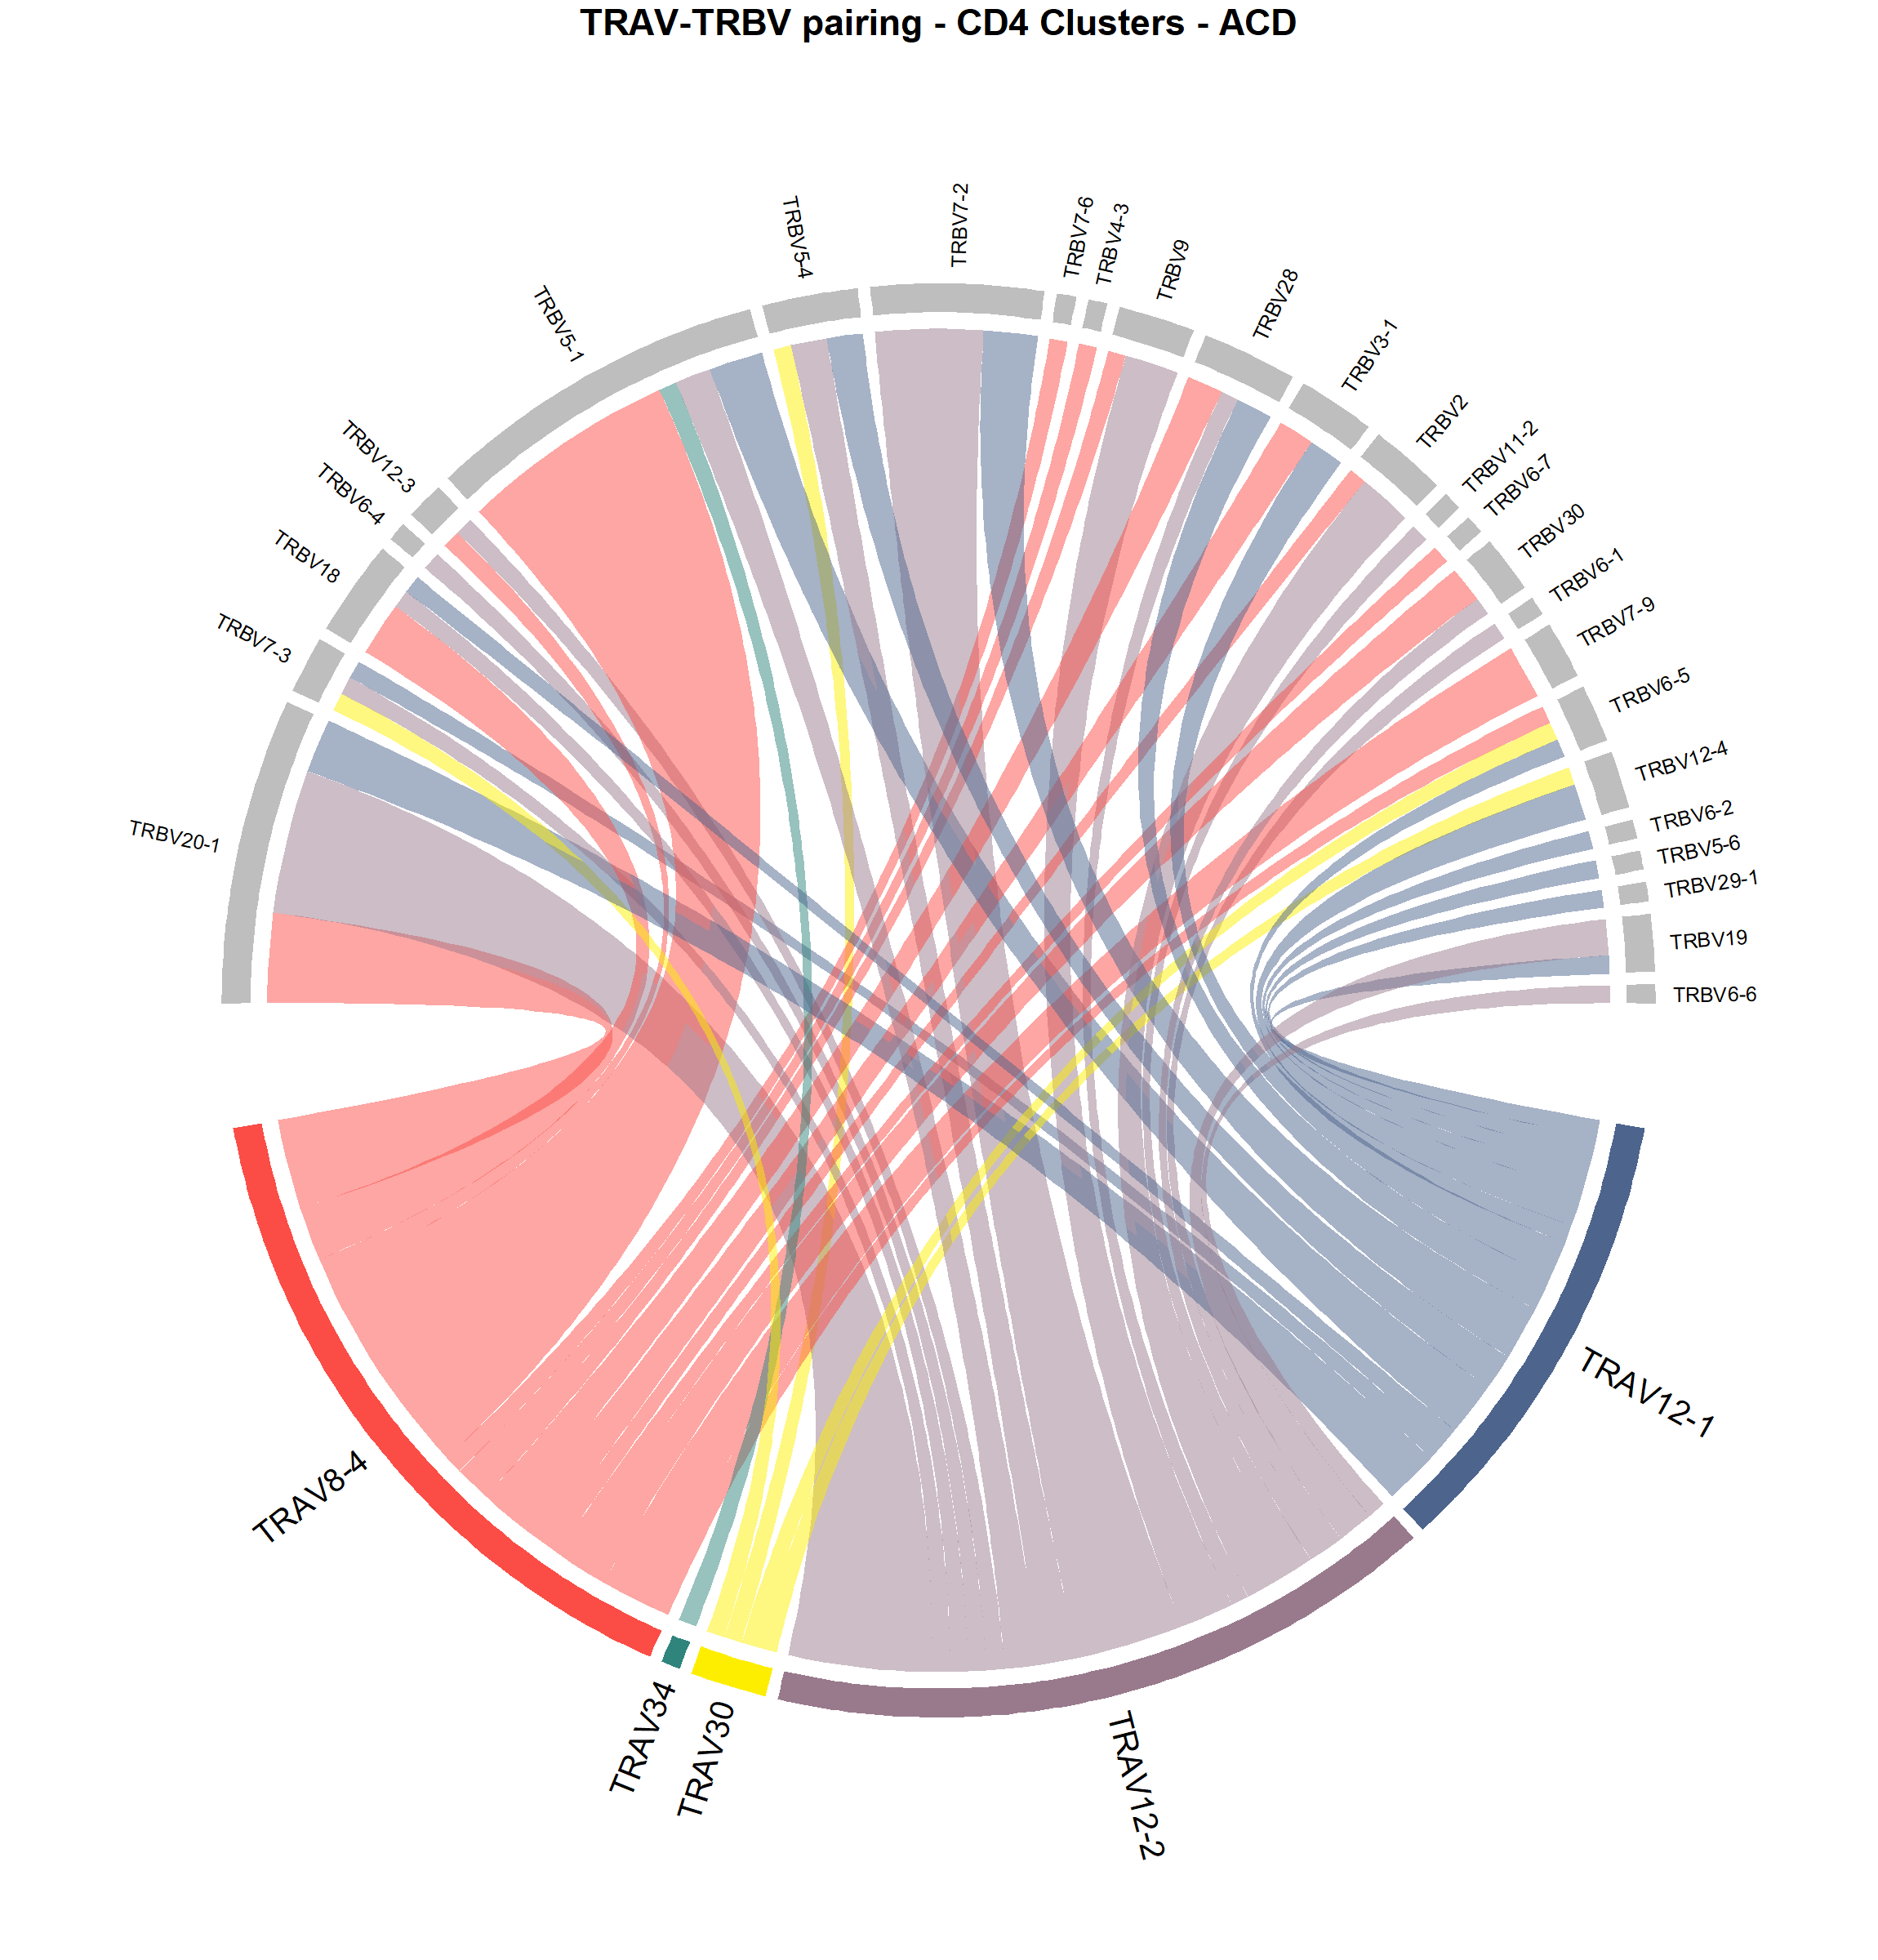 TRAV-TRBV pairing - CD4 Clusters - ACD
TRBV20-1
TRBV7-3
TRBV18
TRBV6-4
TRBV12-3
TRBV5-1
TRBV5-4
TRBV7-2
TRBV7-6
TRBV4-3
TRBV9
TRBV28
TRBV3-1
TRBV2
TRBV11-2
TRBV6-7
TRBV30
TRBV6-1
TRBV7-9
TRBV6-5
TRBV12-4
TRBV6-2
TRBV5-6
TRBV29-1
TRBV19
TRBV6-6
TRAV12-1
TRAV12-2
TRAV30
TRAV34
TRAV8-4